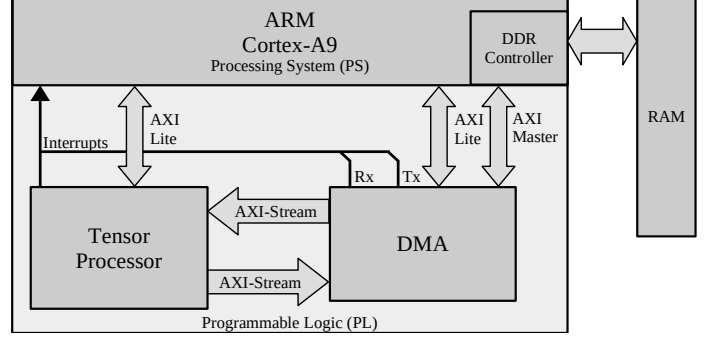 ARM
Cortex-A9
Processing System (PS)
DDR
Controller
RAM
AXI
Lite
AXI
Lite
AXI
Master
Interrupts
Rx
Tx
AXI-Stream
Tensor
Processor
DMA
AXI-Stream
Programmable Logic (PL)